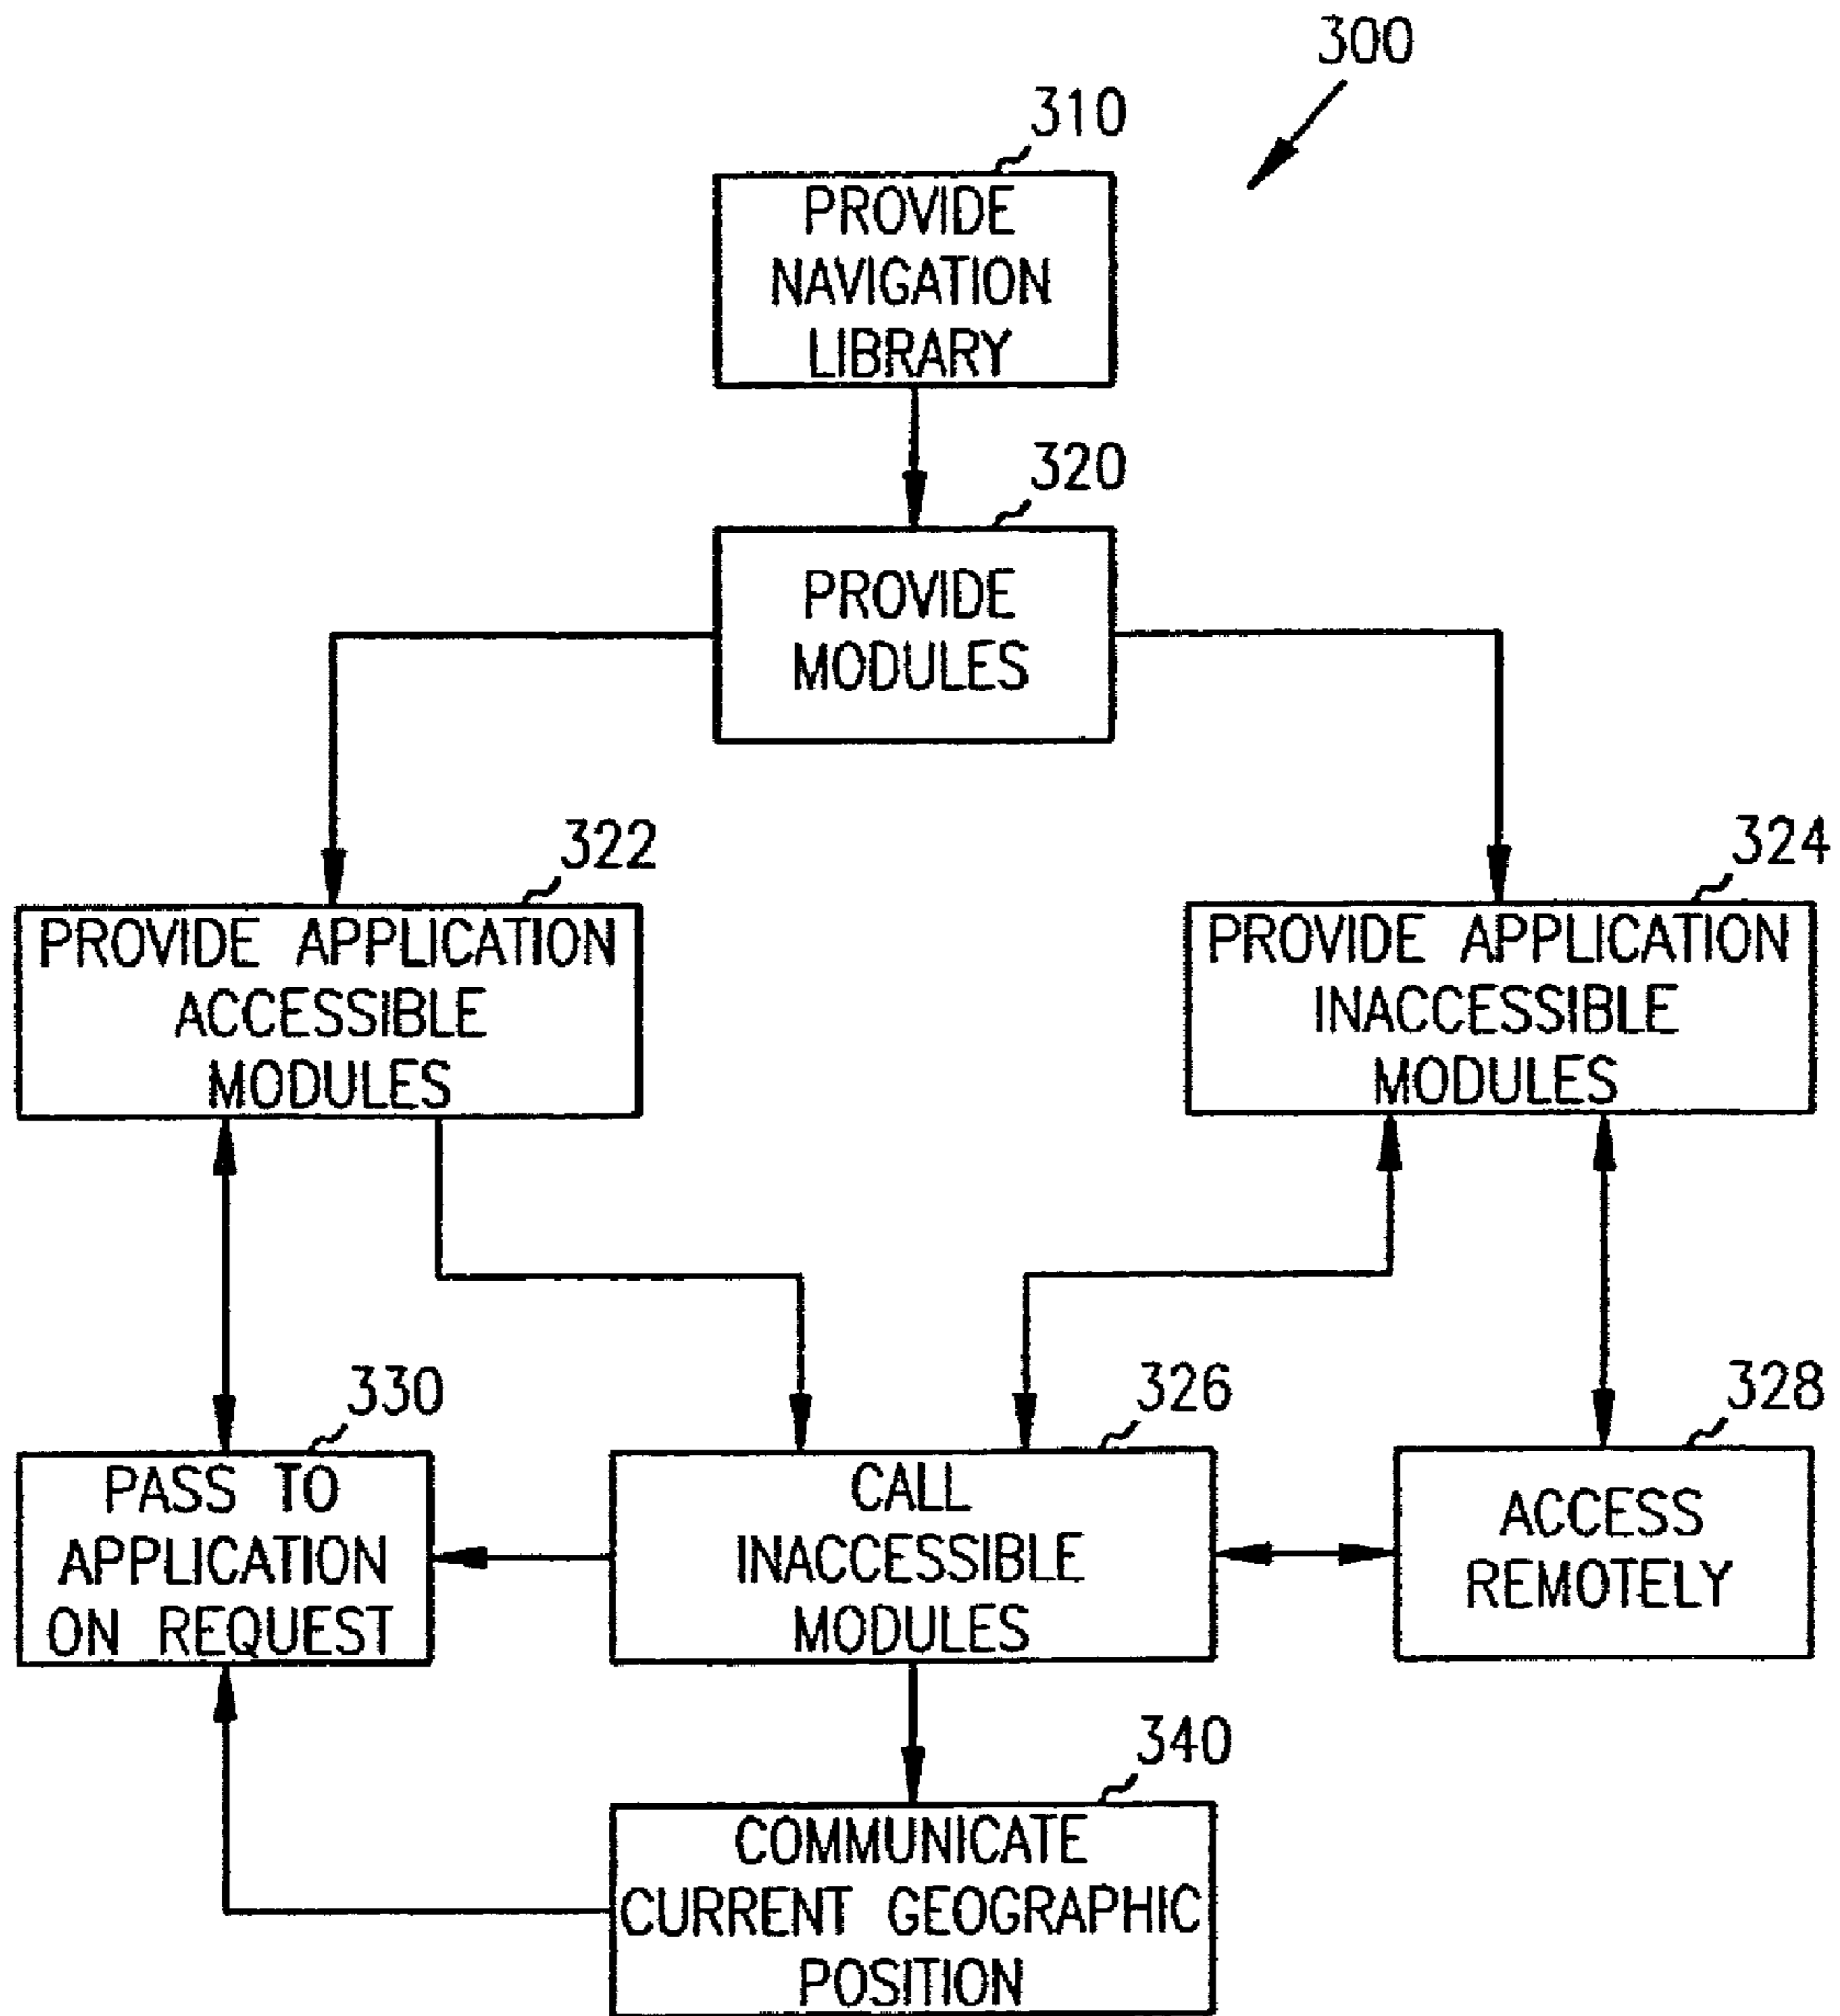 300
310
PROVIDE
NAVIGATION
LIBRARY
320
PROVIDE
MODULES
322
PROVIDE APPLICATION
ACCESSIBLE
MODULES
324
PROVIDE APPLICATION
INACCESSIBLE
MODULES
330
PASS TO
APPLICATION
ON REQUEST
326
CALL
INACCESSIBLE
MODULES
328
ACCESS
REMOTELY
340
COMMUNICATE
CURRENT GEOGRAPHIC
POSITION